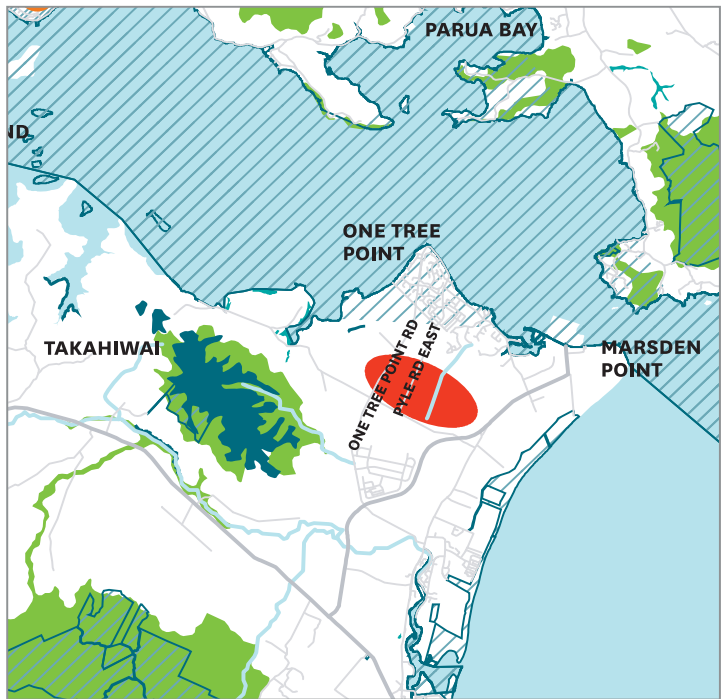 PARUA BAY
ND
ONE TREE
POINT
TAKAHIWAI
ONE TREE POINT RD
PYLE RD EAST
MARSDEN
POINT